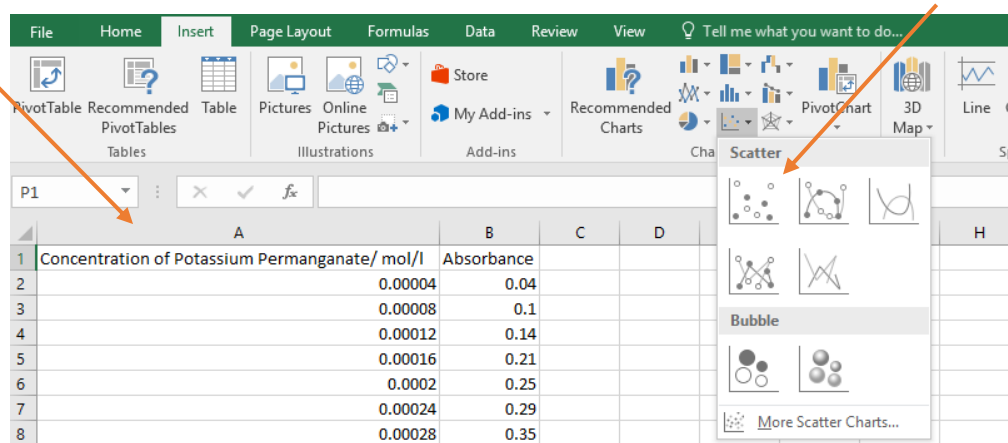 File Home Insert Page Layout Formulas Data Review View Tell me what you want to do...
PivotTable Recommended PivotTables Table
Pictures Online Pictures
Store
My Add-ins
Recommended Charts
PivotChart
3D Map
Line
Tables Illustrations Add-ins Cha
Scatter
P1 fx
A B C D H
1 Concentration of Potassium Permanganate/ mol/l Absorbance
2 0.00004 0.04
3 0.00008 0.1
4 0.00012 0.14
5 0.00016 0.21
6 0.0002 0.25
7 0.00024 0.29
8 0.00028 0.35
Bubble
More Scatter Charts...